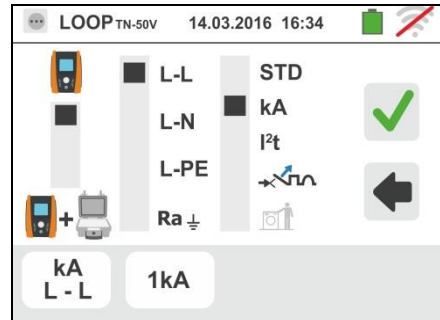 LOOP TN-50V 14.03.2016 16:34
L-L
L-N
L-PE
Ra
STD
kA
I²t
+
kA
L - L
1kA